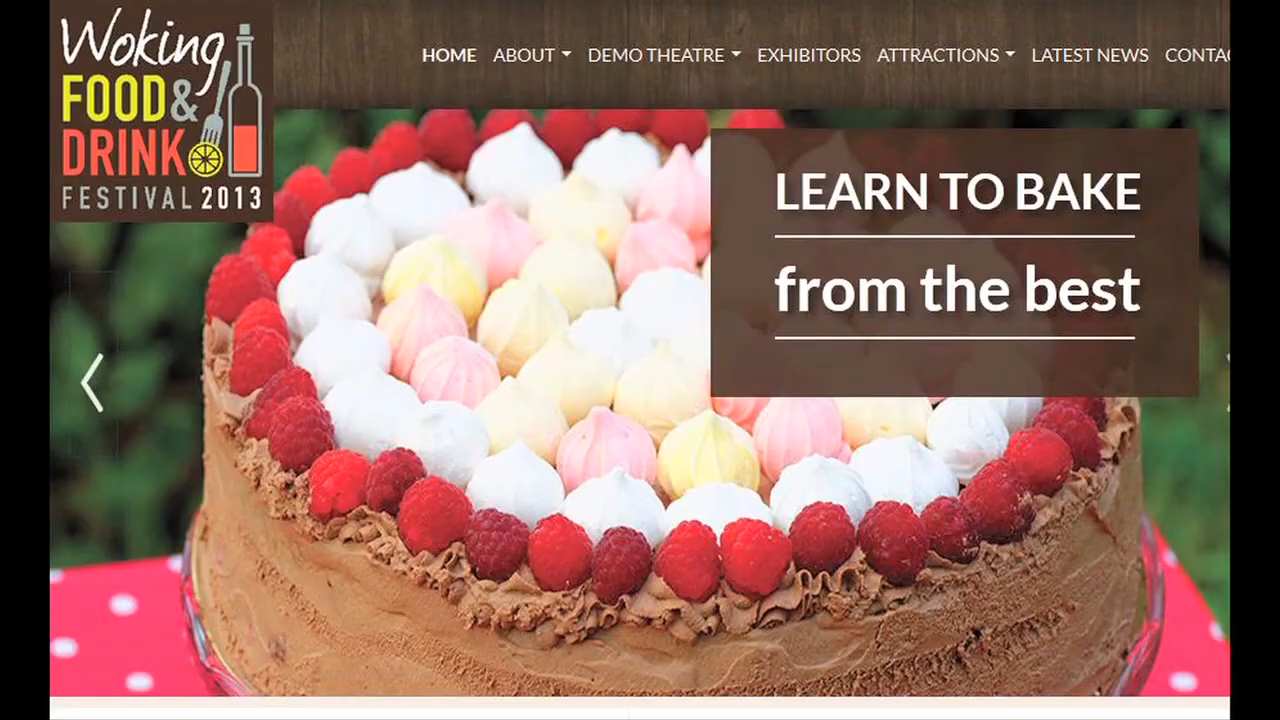 Woking
FOOD&
DRINK
FESTIVAL 2013
HOME ABOUT DEMO THEATRE EXHIBITORS ATTRACTIONS LATEST NEWS CONTAC
LEARN TO BAKE
from the best